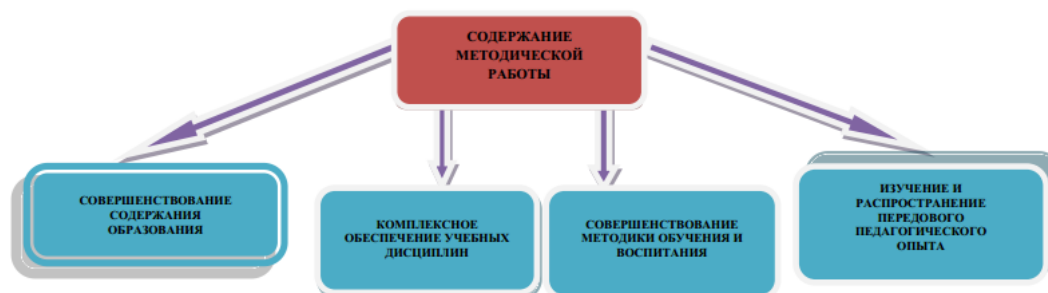 СОДЕРЖАНИЕ
МЕТОДИЧЕСКОЙ
РАБОТЫ
СОВЕРШЕНСТВОВАНИЕ
СОДЕРЖАНИЯ
ОБРАЗОВАНИЯ
КОМПЛЕКСНОЕ
ОБЕСПЕЧЕНИЕ УЧЕБНЫХ
ДИСЦИПЛИН
СОВЕРШЕНСТВОВАНИЕ
МЕТОДИКИ ОБУЧЕНИЯ И
ВОСПИТАНИЯ
ИЗУЧЕНИЕ И
РАСПРОСТРАНЕНИЕ
ПЕРЕДОВОГО
ПЕДАГОГИЧЕСКОГО
ОПЫТА